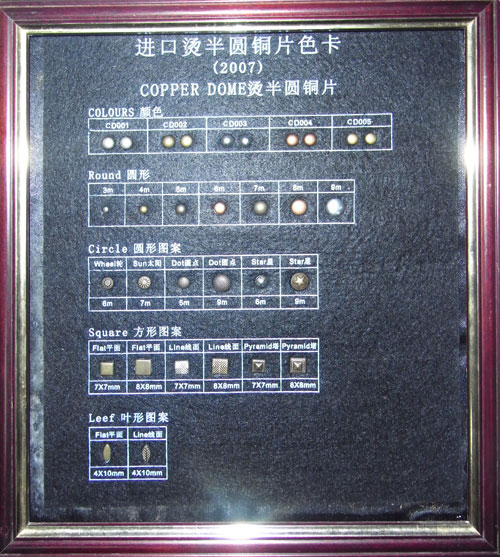 进口烫半圆铜片色卡
(2007)
COPPER DOME烫半圆铜片
COLOURS 颜色
CD001 CD002 CD003 CD004 CD005
Round 圆形
3m 4m 5m 6m 7m 8m 9m
Circle 圆形图案
Wheel轮 Sun太阳 Dot圆点 Dot圆点 Star星 Star星
6m 7m 5m 9m 6m 9m
Square 方形图案
Flat平面 Flat平面 Line线面 Line线面 Pyramid塔 Pyramid塔
7X7mm 8X8mm 7X7mm 8X8mm 7X7mm 8X8mm
Leef 叶形图案
Flat平面 Line线面
4X10mm 4X10mm